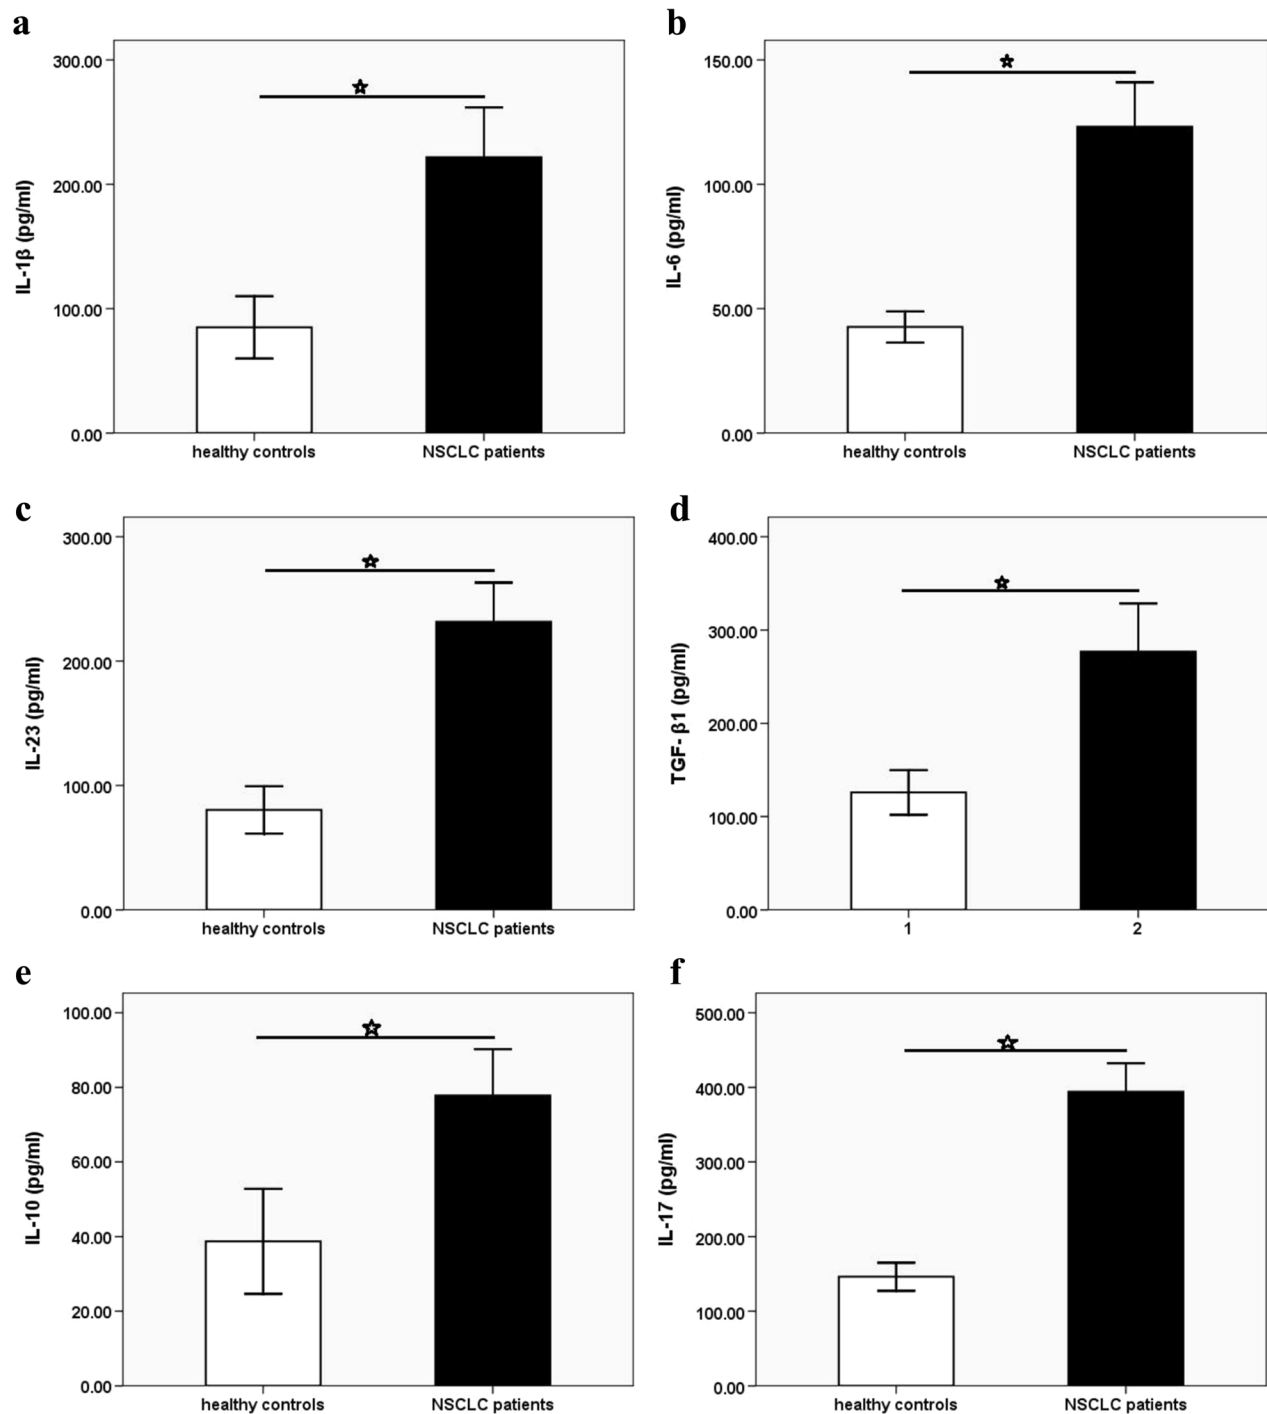 a
IL-1β (pg/ml)
300.00
200.00
100.00
0.00
healthy controls
NSCLC patients
b
IL-6 (pg/ml)
150.00
100.00
50.00
0.00
healthy controls
NSCLC patients
c
IL-23 (pg/ml)
300.00
200.00
100.00
0.00
healthy controls
NSCLC patients
d
TGF- β1 (pg/ml)
400.00
300.00
200.00
100.00
0.00
1
2
e
IL-10 (pg/ml)
100.00
80.00
60.00
40.00
20.00
0.00
healthy controls
NSCLC patients
f
IL-17 (pg/ml)
500.00
400.00
300.00
200.00
100.00
0.00
healthy controls
NSCLC patients